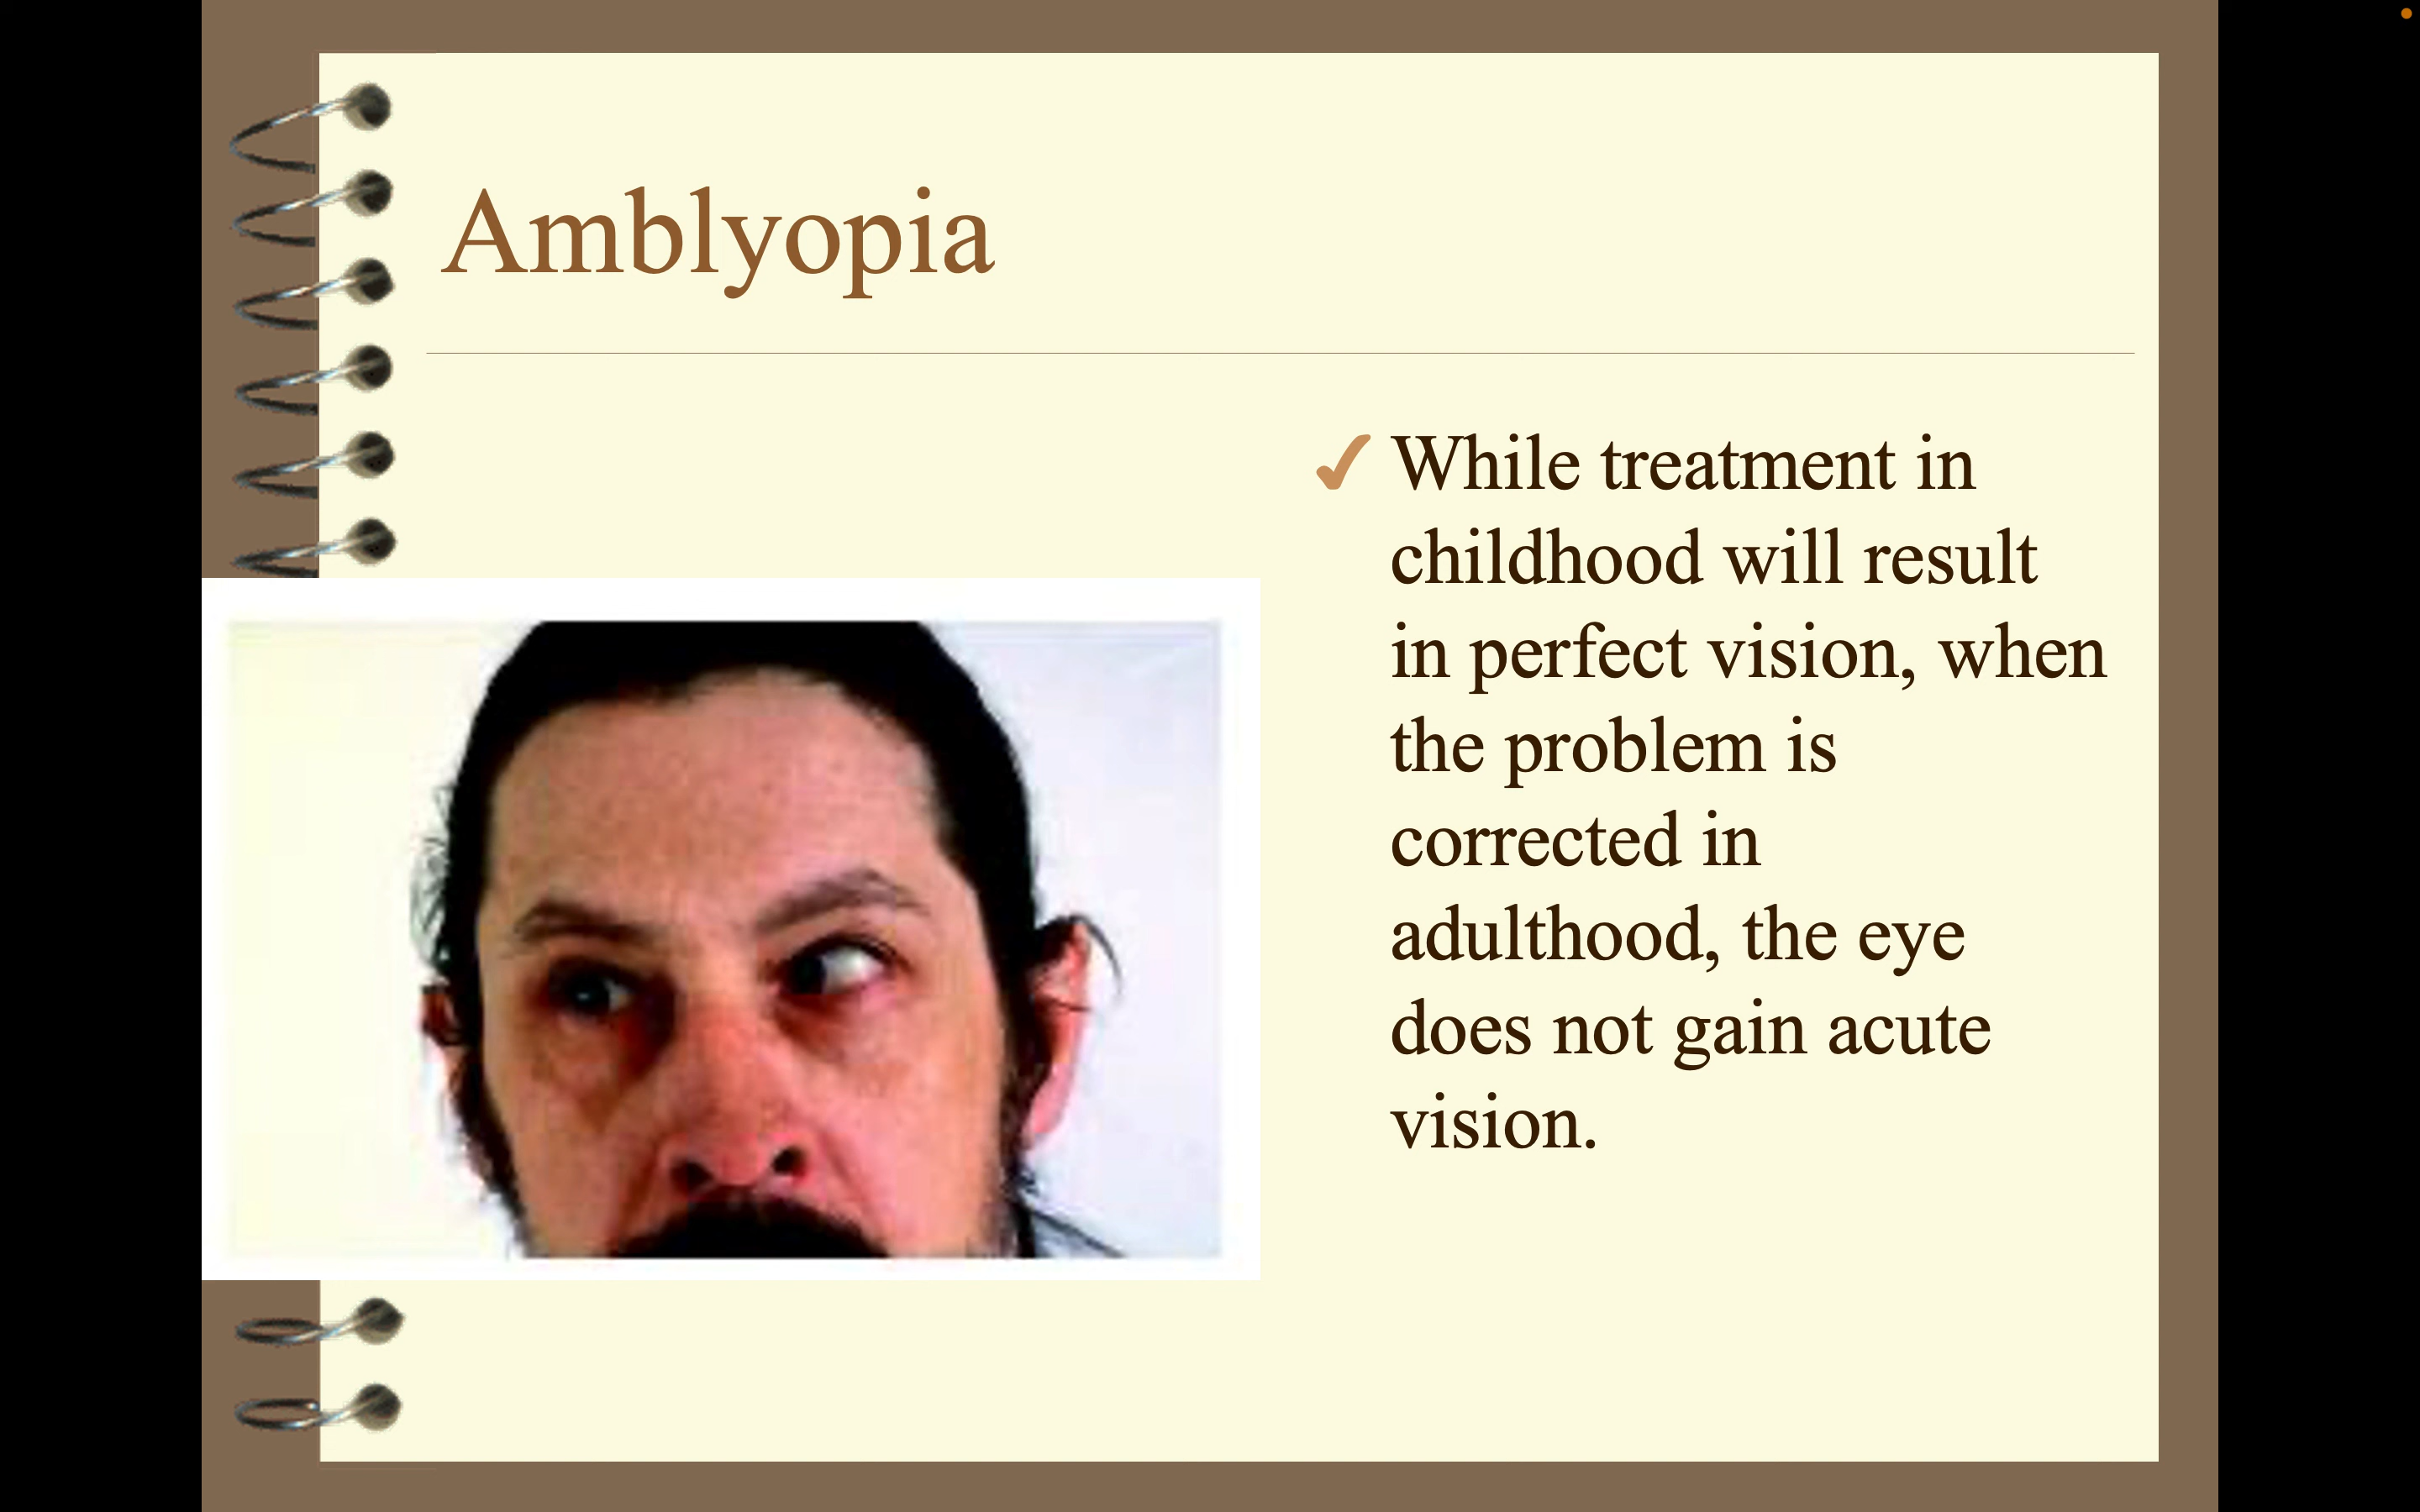 Amblyopia
While treatment in
childhood will result
in perfect vision, when
the problem is
corrected in
adulthood, the eye
does not gain acute
vision.